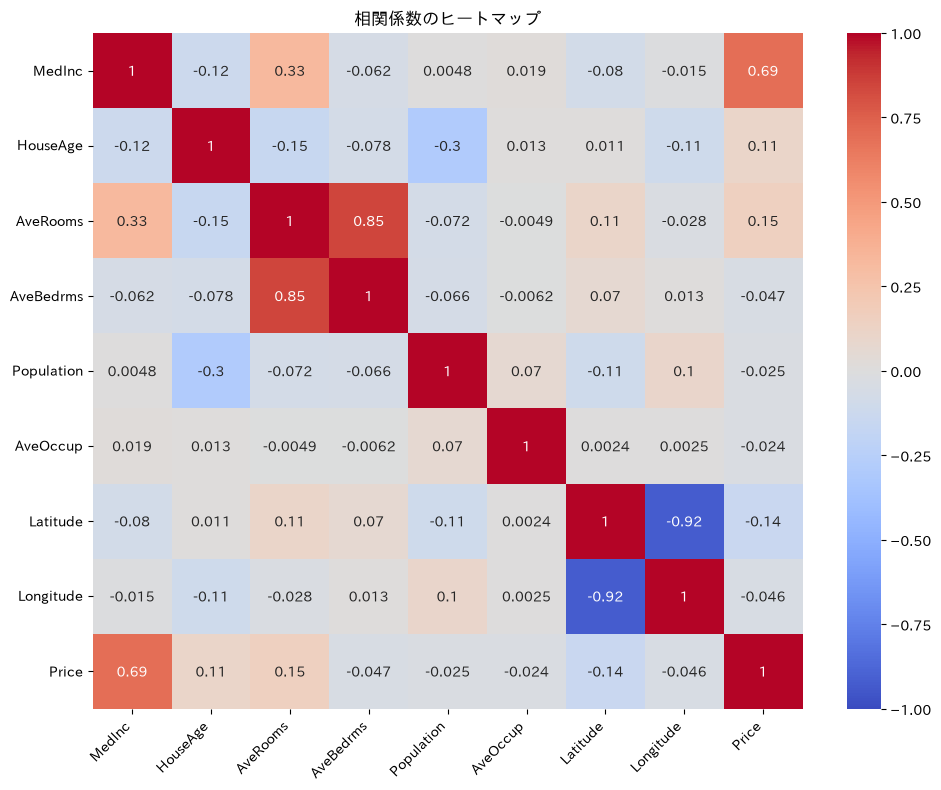 相関係数のヒートマップ
MedInc 1 -0.12 0.33 -0.062 0.0048 0.019 -0.08 -0.015 0.69
HouseAge -0.12 1 -0.15 -0.078 -0.3 0.013 0.011 -0.11 0.11
AveRooms 0.33 -0.15 1 0.85 -0.072 -0.0049 0.11 -0.028 0.15
AveBedrms -0.062 -0.078 0.85 1 -0.066 -0.0062 0.07 0.013 -0.047
Population 0.0048 -0.3 -0.072 -0.066 1 0.07 -0.11 0.1 -0.025
AveOccup 0.019 0.013 -0.0049 -0.0062 0.07 1 0.0024 0.0025 -0.024
Latitude -0.08 0.011 0.11 0.07 -0.11 0.0024 1 -0.92 -0.14
Longitude -0.015 -0.11 -0.028 0.013 0.1 0.0025 -0.92 1 -0.046
Price 0.69 0.11 0.15 -0.047 -0.025 -0.024 -0.14 -0.046 1
MedInc HouseAge AveRooms AveBedrms Population AveOccup Latitude Longitude Price
1.00
0.75
0.50
0.25
0.00
−0.25
−0.50
−0.75
−1.00